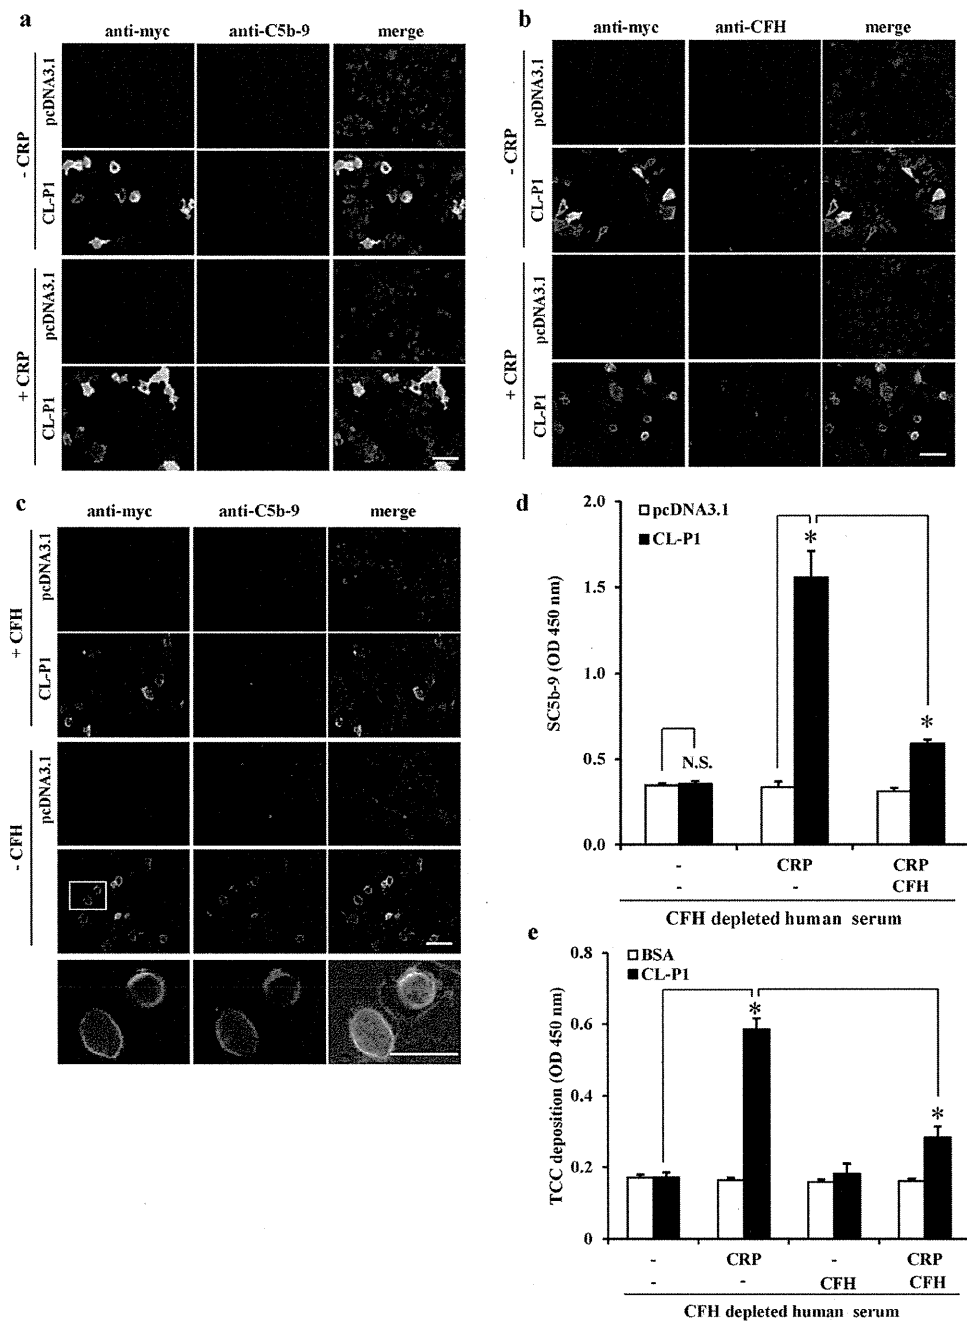 a
anti-myc anti-C5b-9 merge
- CRP
pcDNA3.1
CL-P1
+ CRP
pcDNA3.1
CL-P1
b
anti-myc anti-CFH merge
- CRP
pcDNA3.1
CL-P1
+ CRP
pcDNA3.1
CL-P1
c
anti-myc anti-C5b-9 merge
+ CFH
pcDNA3.1
CL-P1
- CFH
pcDNA3.1
d
2.0
1.5
1.0
0.5
0.0
SC5b-9 (OD 450 nm)
pcDNA3.1
CL-P1
N.S.
*
*
- CRP CRP
- - CFH
CFH depleted human serum
e
0.8
0.6
0.4
0.2
0
TCC deposition (OD 450 nm)
BSA
CL-P1
*
*
- CRP - CRP
- - CFH CFH
CFH depleted human serum